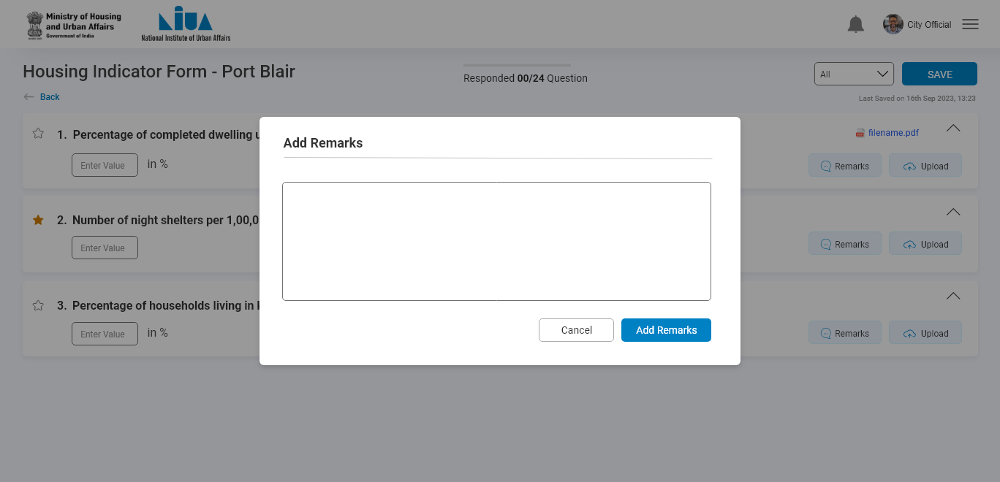 Ministry of Housing
and Urban Affairs
Government of India
NIUA
National Institute of Urban Affairs
City Official
Housing Indicator Form - Port Blair
Responded 00/24 Question
All
SAVE
Back
Last Saved on 16th Sep 2023, 13:23
1. Percentage of completed dwelling
filename.pdf
Enter Value in %
Remarks
Upload
2. Number of night shelters per 1,00,0
Enter Value
Remarks
Upload
3. Percentage of households living in
Enter Value in %
Remarks
Upload
Add Remarks
Cancel
Add Remarks